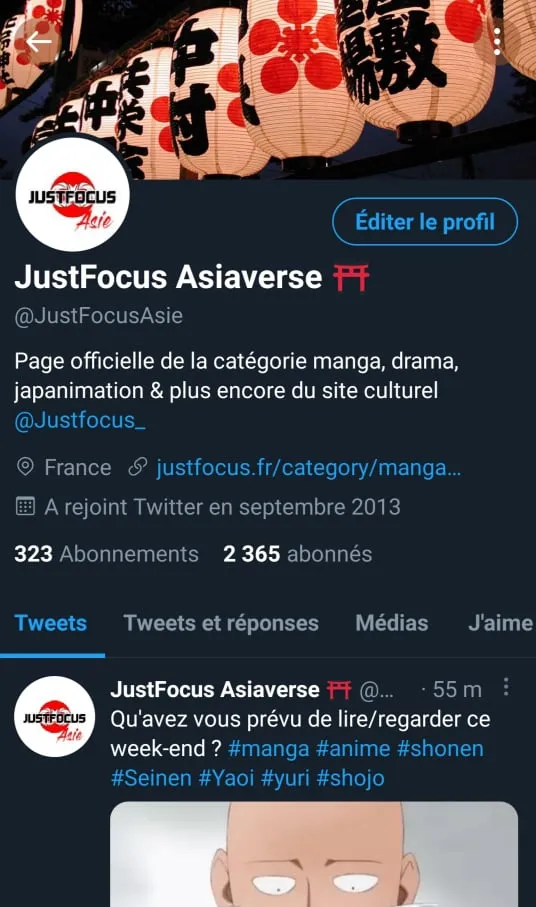 中村
敷
JUSTFOCUS
Asie
Éditer le profil
JustFocus Asiaverse ⛩
@JustFocusAsie
Page officielle de la catégorie manga, drama,
japanimation & plus encore du site culturel
@Justfocus_
France justfocus.fr/category/manga...
A rejoint Twitter en septembre 2013
323 Abonnements 2 365 abonnés
Tweets Tweets et réponses Médias J'aime
JustFocus Asiaverse ⛩ @... · 55 m
JUSTFOCUS
Asie
Qu'avez vous prévu de lire/regarder ce
week-end ? #manga #anime #shonen
#Seinen #Yaoi #yuri #shojo